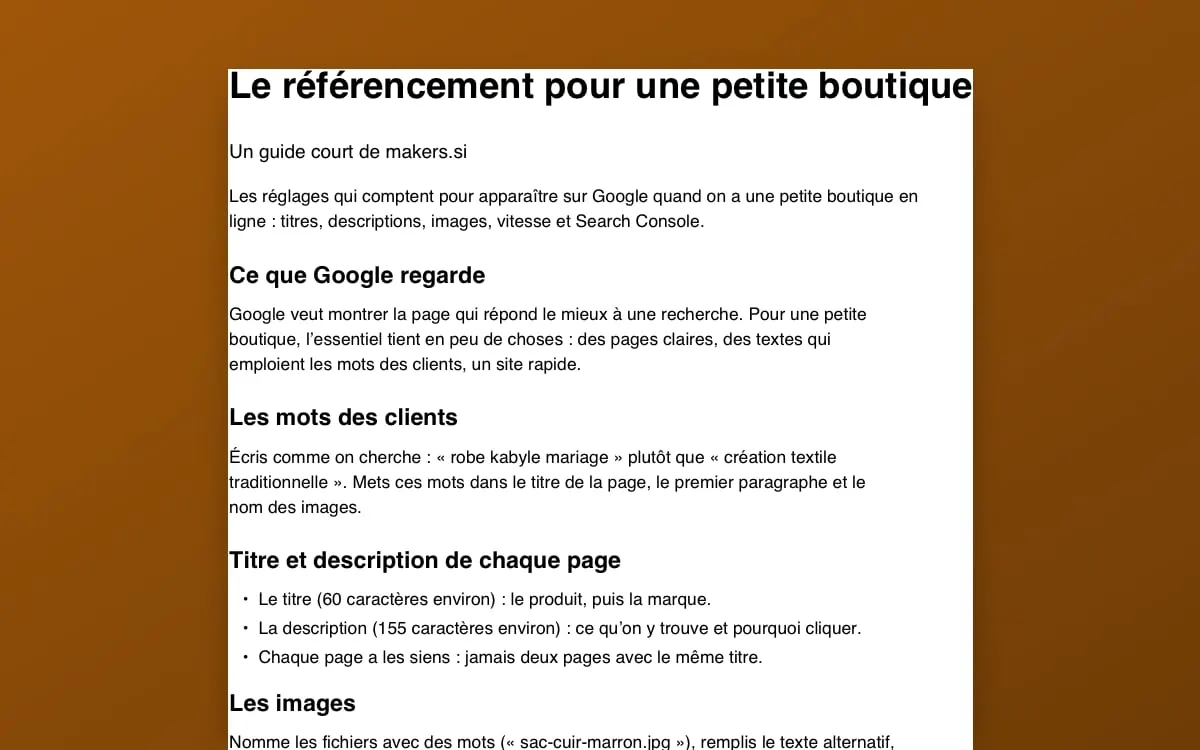 Le référencement pour une petite boutique
Un guide court de makers.si
Les réglages qui comptent pour apparaître sur Google quand on a une petite boutique en
ligne : titres, descriptions, images, vitesse et Search Console.
Ce que Google regarde
Google veut montrer la page qui répond le mieux à une recherche. Pour une petite
boutique, l’essentiel tient en peu de choses : des pages claires, des textes qui
emploient les mots des clients, un site rapide.
Les mots des clients
Écris comme on cherche : « robe kabyle mariage » plutôt que « création textile
traditionnelle ». Mets ces mots dans le titre de la page, le premier paragraphe et le
nom des images.
Titre et description de chaque page
• Le titre (60 caractères environ) : le produit, puis la marque.
• La description (155 caractères environ) : ce qu’on y trouve et pourquoi cliquer.
• Chaque page a les siens : jamais deux pages avec le même titre.
Les images
Nomme les fichiers avec des mots (« sac-cuir-marron.jpg »), remplis le texte alternatif,